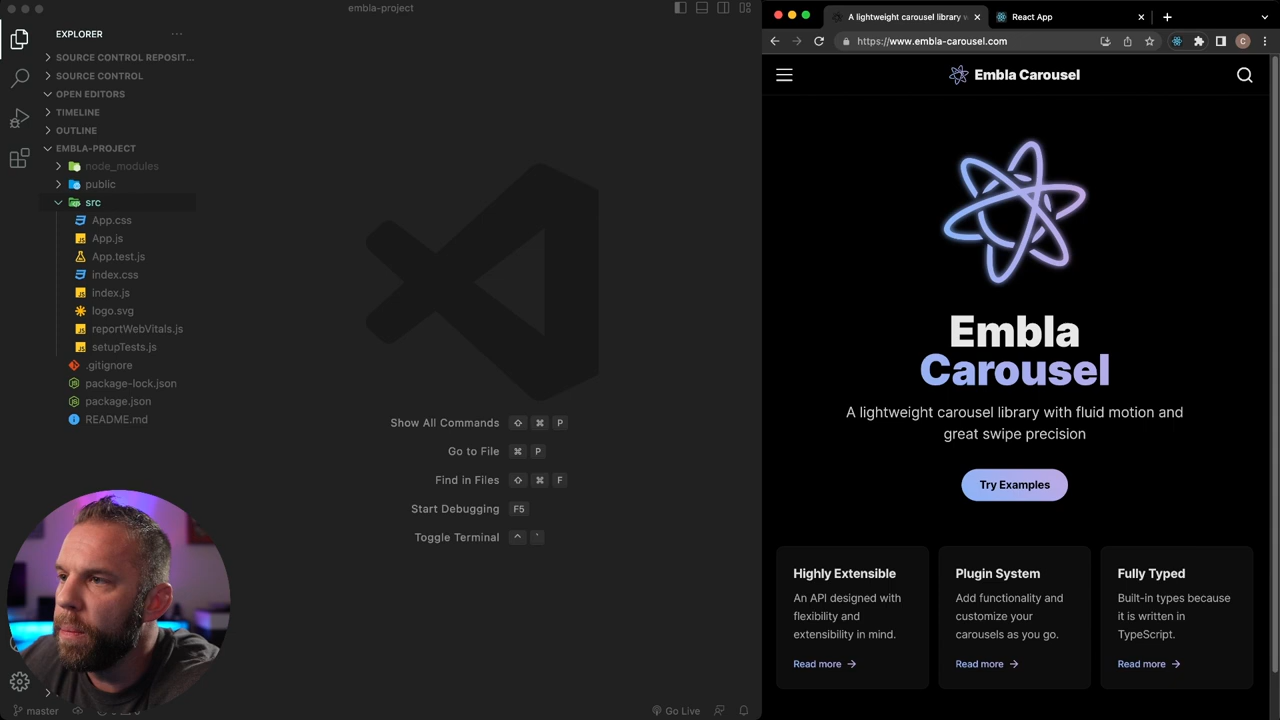 embla-project
EXPLORER
SOURCE CONTROL REPOSIT...
SOURCE CONTROL
OPEN EDITORS
TIMELINE
OUTLINE
EMBLA-PROJECT
node_modules
public
src
App.css
App.js
App.test.js
index.css
index.js
logo.svg
reportWebVitals.js
setupTests.js
.gitignore
package-lock.json
package.json
README.md
Show All Commands ⇧ ⌘ P
Go to File ⌘ P
Find in Files ⇧ ⌘ F
Start Debugging F5
Toggle Terminal ^ `
master
Go Live
A lightweight carousel library w
React App
https://www.embla-carousel.com
C
Embla Carousel
Embla
Carousel
A lightweight carousel library with fluid motion and
great swipe precision
Try Examples
Highly Extensible
An API designed with
flexibility and
extensibility in mind.
Read more →
Plugin System
Add functionality and
customize your
carousels as you go.
Read more →
Fully Typed
Built-in types because
it is written in
TypeScript.
Read more →